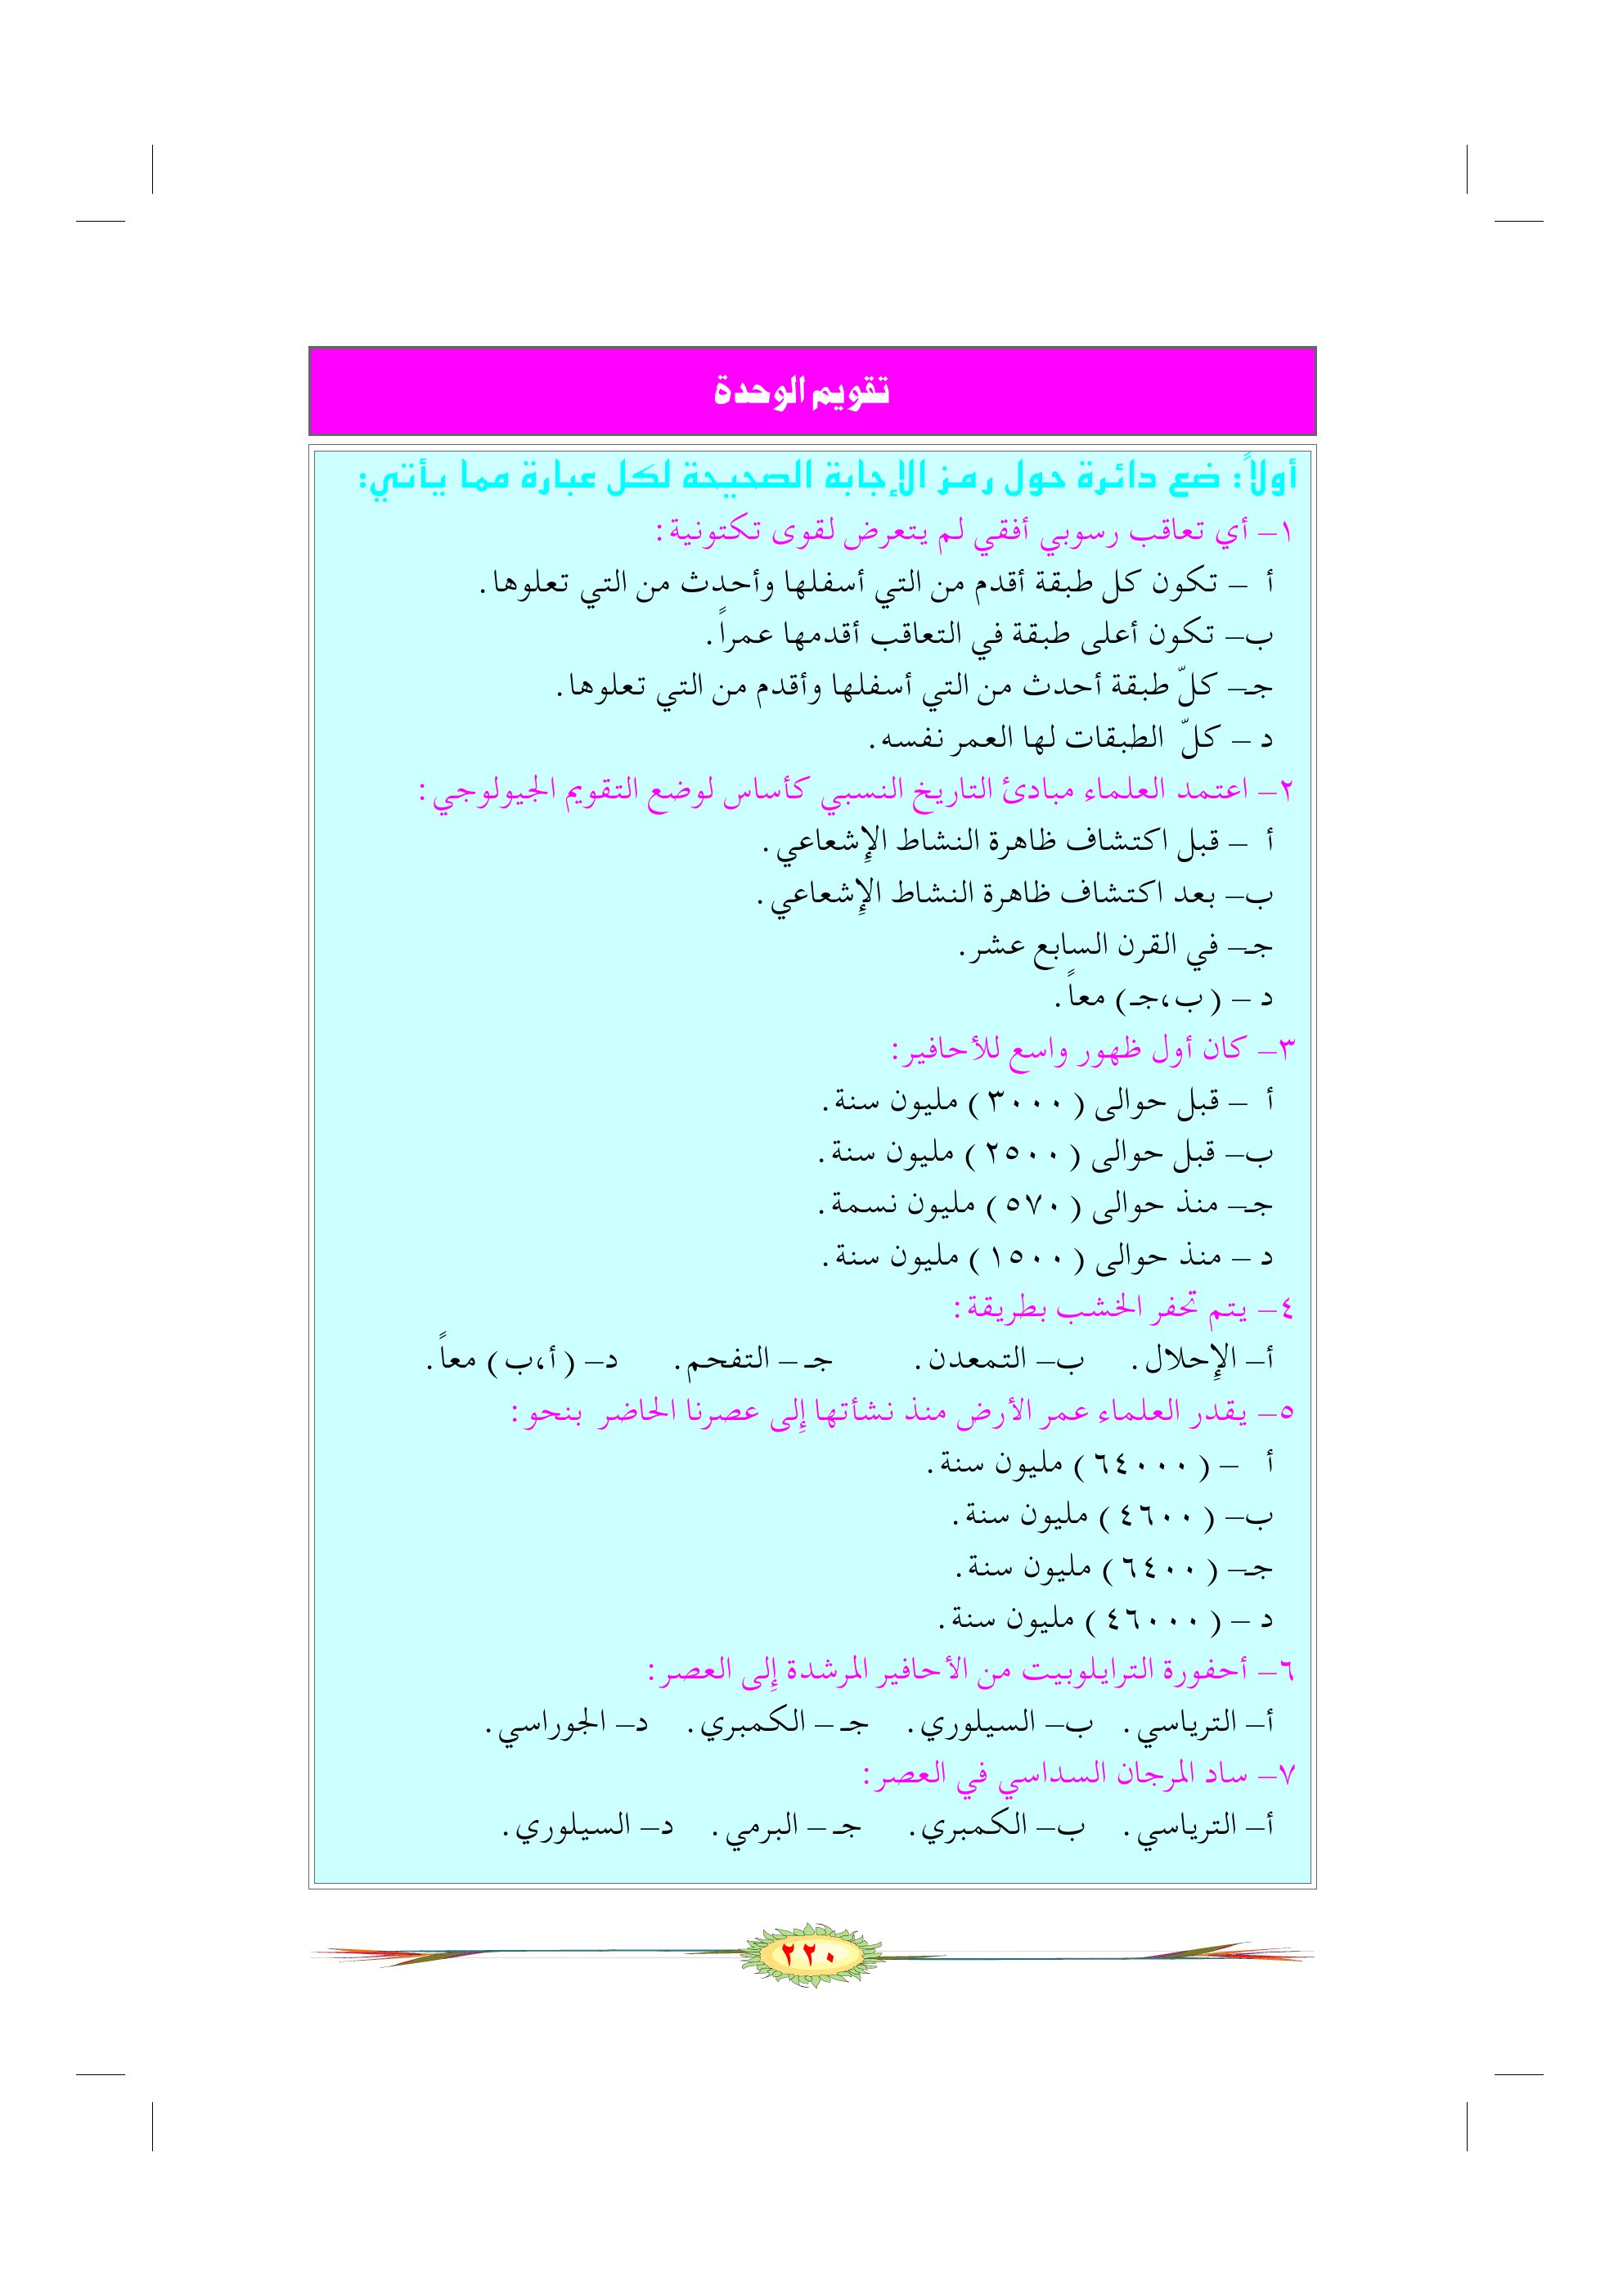 تقويم الوحدة
أولاً: ضع دائرة حول رمز الإجابة الصحيحة لكل عبارة مما يأتي:
١– أي تعاقب رسوبي أفقي لم يتعرض لقوى تكتونية:
أ – تكون كل طبقة أقدم من التي أسفلها وأحدث من التي تعلوها.
ب– تكون أعلى طبقة في التعاقب أقدمها عمراً.
جـ– كلّ طبقة أحدث من التي أسفلها وأقدم من التي تعلوها.
د – كلّ الطبقات لها العمر نفسه.
٢– اعتمد العلماء مبادئ التاريخ النسبي كأساس لوضع التقويم الجيولوجي:
أ – قبل اكتشاف ظاهرة النشاط الإشعاعي.
ب– بعد اكتشاف ظاهرة النشاط الإشعاعي.
جـ– في القرن السابع عشر.
د – (ب،جـ) معاً.
٣– كان أول ظهور واسع للأحافير:
أ – قبل حوالى (٣٠٠٠) مليون سنة.
ب– قبل حوالى (٢٥٠٠) مليون سنة.
جـ– منذ حوالى (٥٧٠) مليون نسمة.
د – منذ حوالى (١٥٠٠) مليون سنة.
٤– يتم تحفر الخشب بطريقة:
أ– الإحلال. ب– التمعدن. جـ – التفحم. د– (أ،ب) معاً.
٥– يقدر العلماء عمر الأرض منذ نشأتها إلى عصرنا الحاضر بنحو:
أ – (٦٤٠٠٠) مليون سنة.
ب– (٤٦٠٠) مليون سنة.
جـ– (٦٤٠٠) مليون سنة.
د – (٤٦٠٠٠) مليون سنة.
٦– أحفورة الترايلوبيت من الأحافير المرشدة إلى العصر:
أ– الترياسي. ب– السيلوري. جـ – الكمبري. د– الجوراسي.
٧– ساد المرجان السداسي في العصر:
أ– الترياسي. ب– الكمبري. جـ – البرمي. د– السيلوري.
٢٢٠